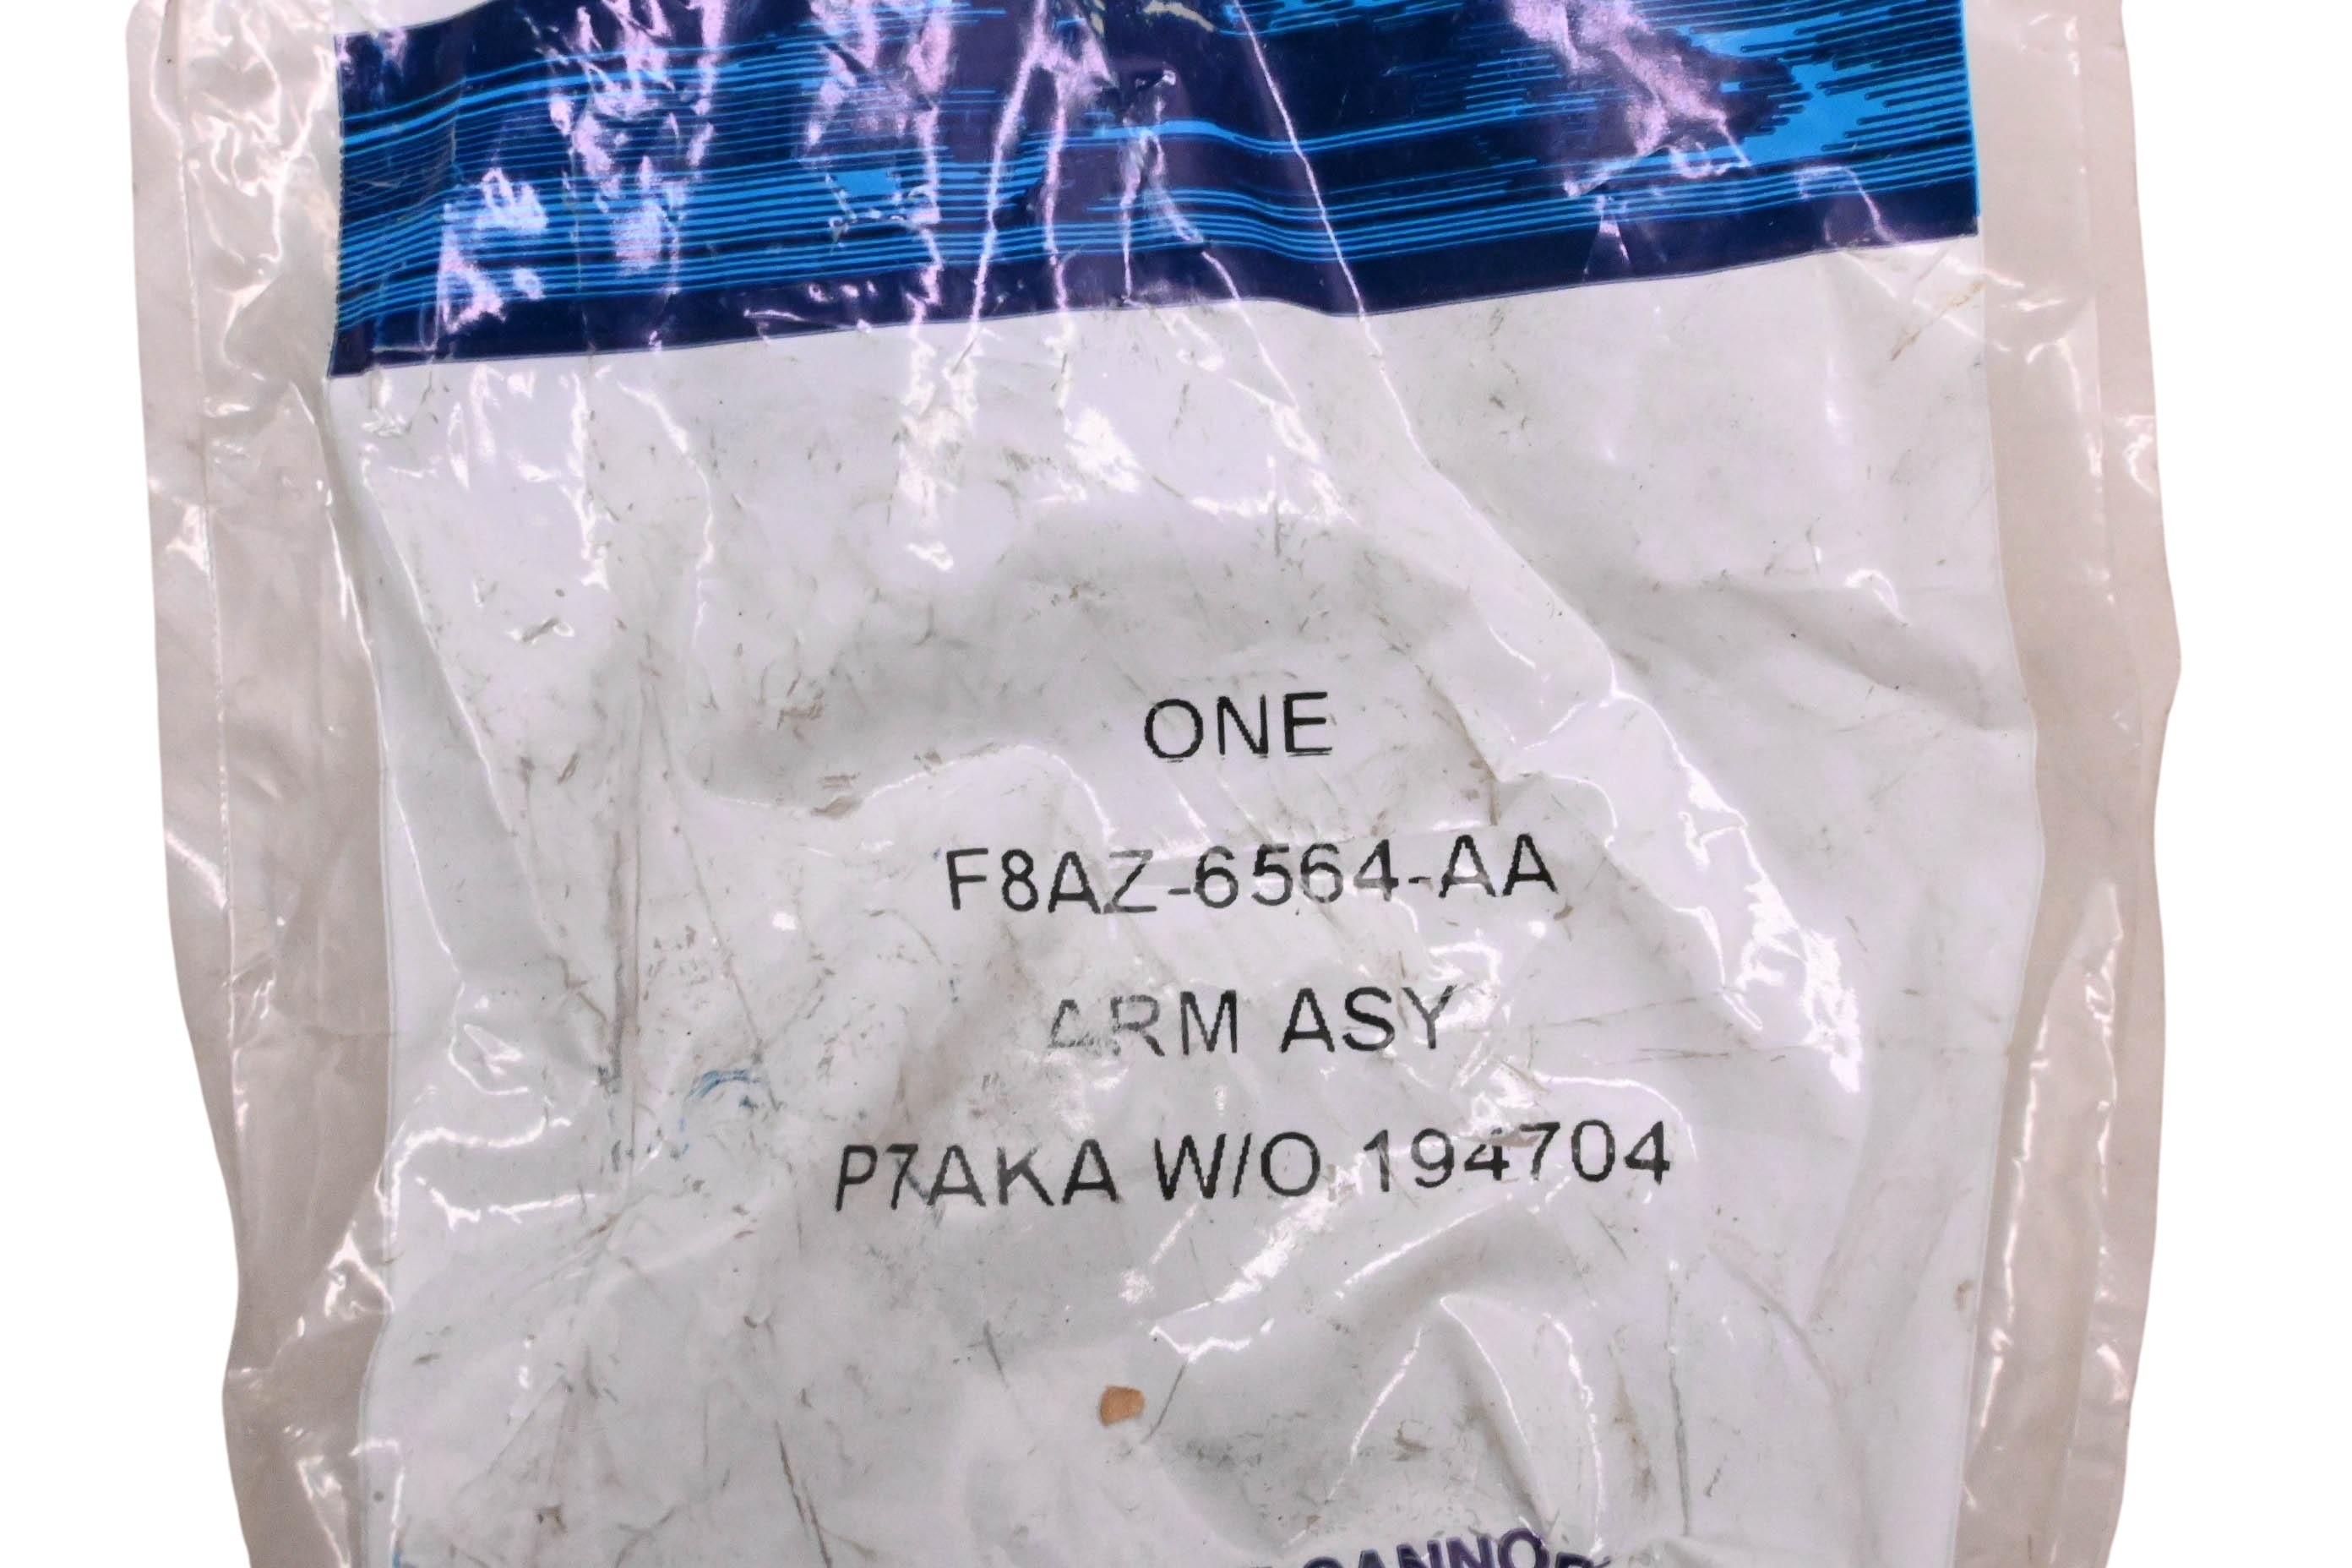 ONE
F8AZ-6564-AA
ARM ASY
P7AKA W/O 194704